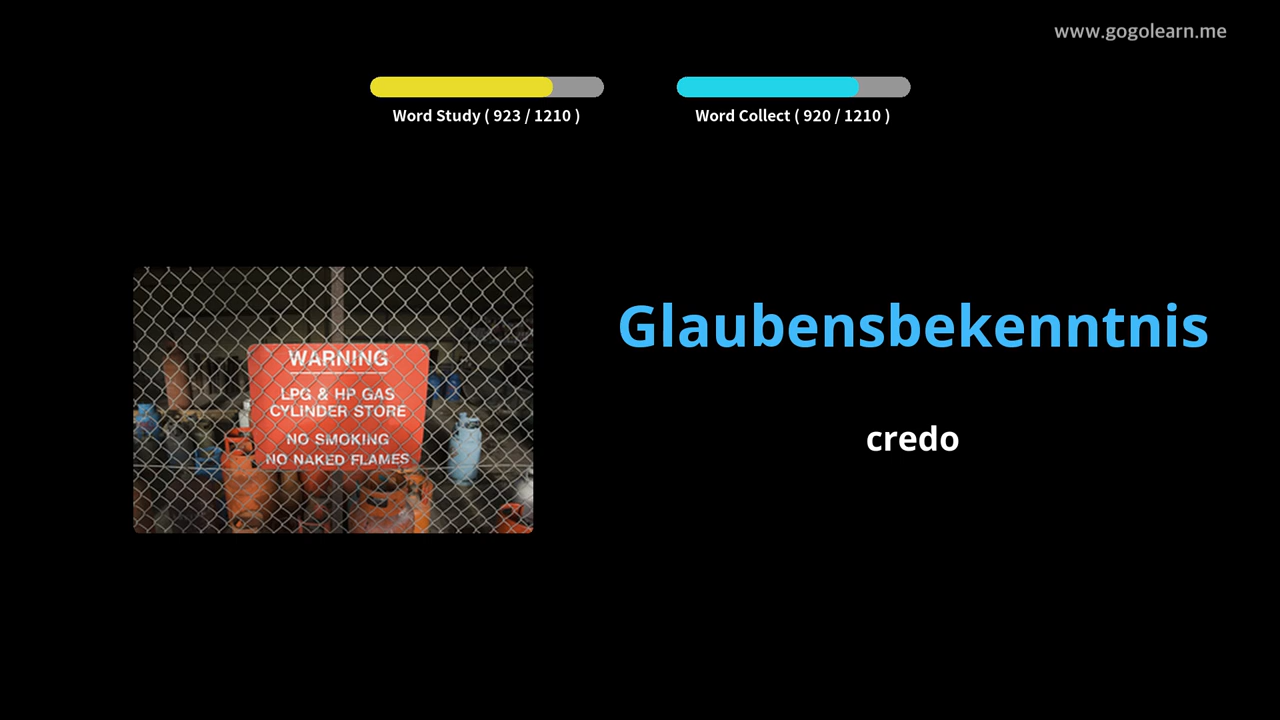 www.gogolearn.me
Word Study ( 923 / 1210 )
Word Collect ( 920 / 1210 )
WARNING
LPG & HP GAS
CYLINDER STORE
NO SMOKING
NO NAKED FLAMES
Glaubensbekenntnis
credo